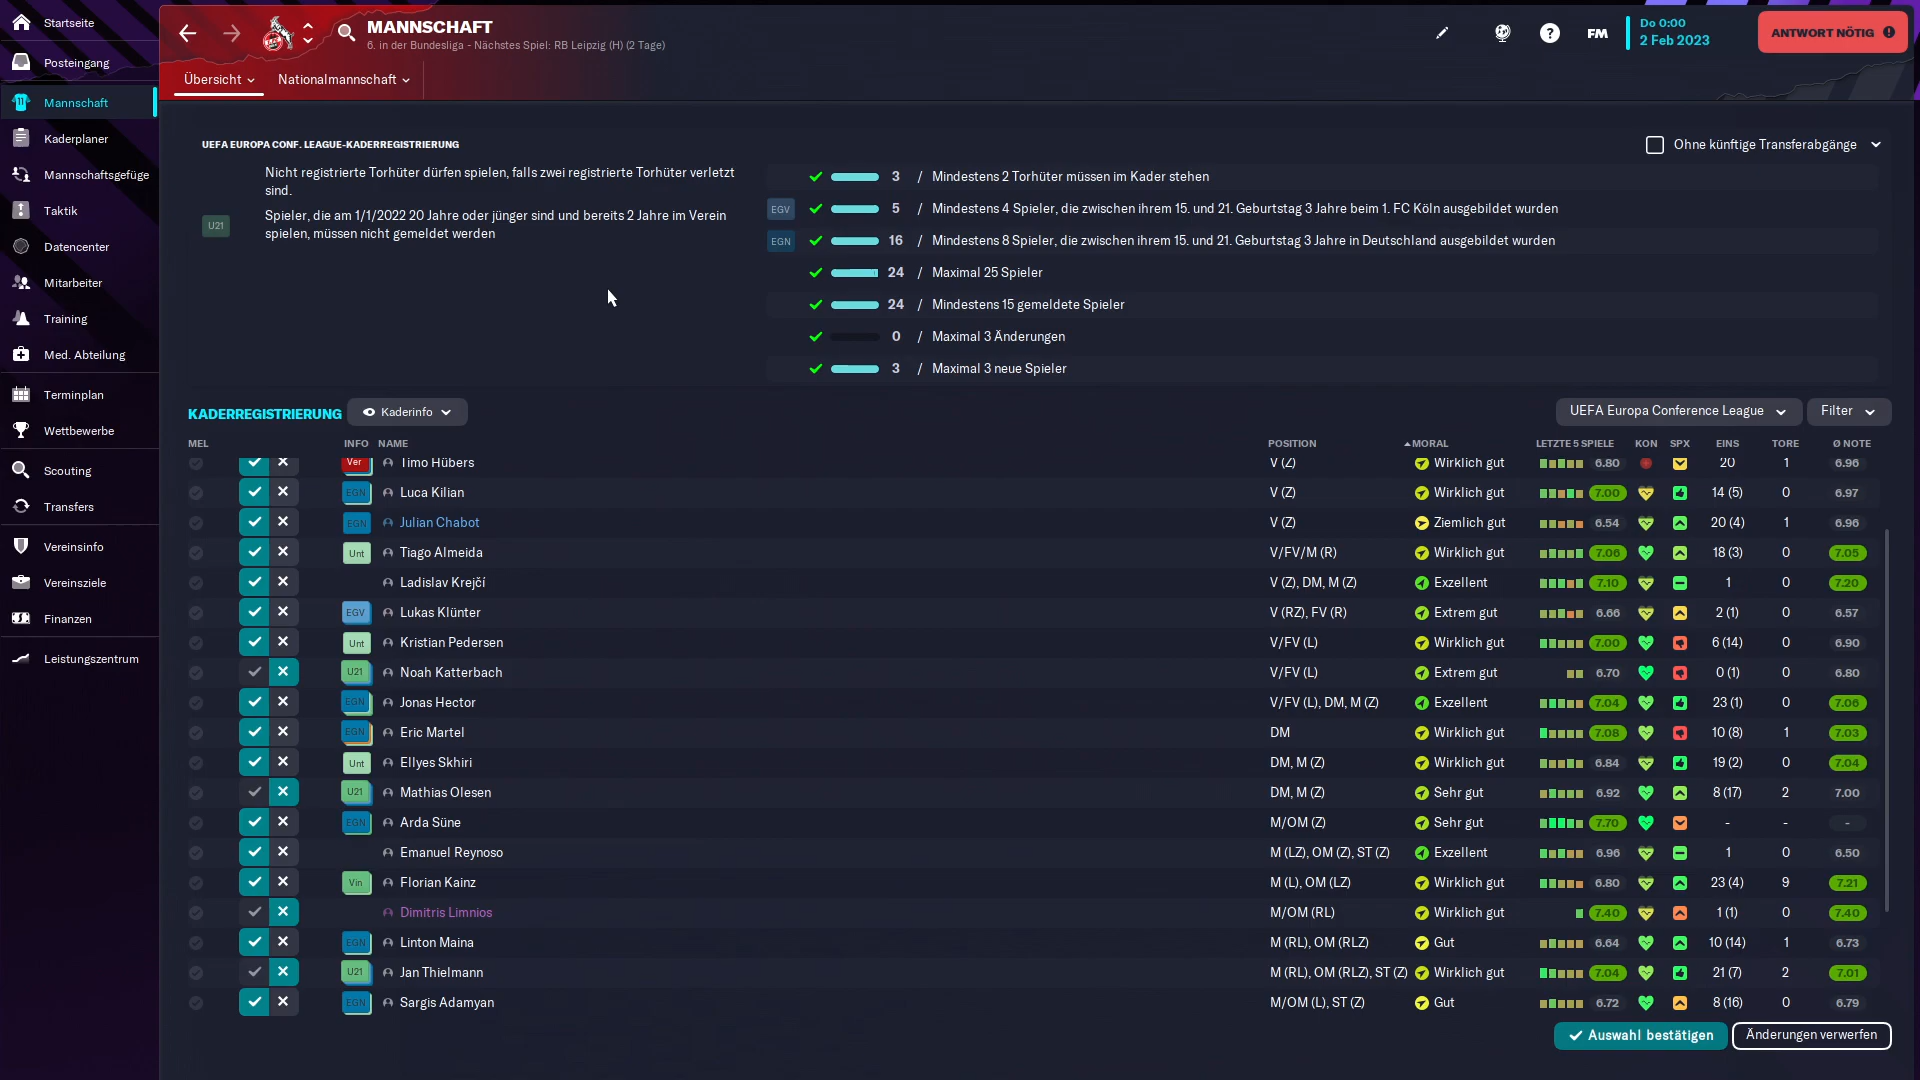 Startseite
Posteingang
Mannschaft
Kaderplaner
Mannschaftsgefüge
Taktik
Datencenter
Mitarbeiter
Training
Med. Abteilung
Terminplan
Wettbewerbe
Scouting
Transfers
Vereinsinfo
Vereinsziele
Finanzen
Leistungszentrum
MANNSCHAFT
6. in der Bundesliga - Nächstes Spiel: RB Leipzig (H) (2 Tage)
FM
Do 0:00
2 Feb 2023
ANTWORT NÖTIG
Übersicht
Nationalmannschaft
UEFA EUROPA CONF. LEAGUE-KADERREGISTRIERUNG
Ohne künftige Transferabgänge
Nicht registrierte Torhüter dürfen spielen, falls zwei registrierte Torhüter verletzt
sind.
U21 Spieler, die am 1/1/2022 20 Jahre oder jünger sind und bereits 2 Jahre im Verein
spielen, müssen nicht gemeldet werden
3 / Mindestens 2 Torhüter müssen im Kader stehen
EGV 5 / Mindestens 4 Spieler, die zwischen ihrem 15. und 21. Geburtstag 3 Jahre beim 1. FC Köln ausgebildet wurden
EGN 16 / Mindestens 8 Spieler, die zwischen ihrem 15. und 21. Geburtstag 3 Jahre in Deutschland ausgebildet wurden
24 / Maximal 25 Spieler
24 / Mindestens 15 gemeldete Spieler
0 / Maximal 3 Änderungen
3 / Maximal 3 neue Spieler
KADERREGISTRIERUNG Kaderinfo UEFA Europa Conference League Filter
MEL INFO NAME POSITION MORAL LETZTE 5 SPIELE KON SPX EINS TORE Ø NOTE
Ver Timo Hübers V (Z) Wirklich gut 6.80 20 1 6.96
EGN Luca Kilian V (Z) Wirklich gut 7.00 14 (5) 0 6.97
EGN Julian Chabot V (Z) Ziemlich gut 6.54 20 (4) 1 6.96
Unt Tiago Almeida V/FV/M (R) Wirklich gut 7.06 18 (3) 0 7.05
Ladislav Krejčí V (Z), DM, M (Z) Exzellent 7.10 1 0 7.20
EGV Lukas Klünter V (RZ), FV (R) Extrem gut 6.66 2 (1) 0 6.57
Unt Kristian Pedersen V/FV (L) Wirklich gut 7.00 6 (14) 0 6.90
U21 Noah Katterbach V/FV (L) Extrem gut 6.70 0 (1) 0 6.80
EGN Jonas Hector V/FV (L), DM, M (Z) Exzellent 7.04 23 (1) 0 7.06
EGN Eric Martel DM Wirklich gut 7.08 10 (8) 1 7.03
Unt Ellyes Skhiri DM, M (Z) Wirklich gut 6.84 19 (2) 0 7.04
U21 Mathias Olesen DM, M (Z) Sehr gut 6.92 8 (17) 2 7.00
EGN Arda Süne M/OM (Z) Sehr gut 7.70 - - -
Emanuel Reynoso M (LZ), OM (Z), ST (Z) Exzellent 6.96 1 0 6.50
Vin Florian Kainz M (L), OM (LZ) Wirklich gut 6.80 23 (4) 9 7.21
Dimitris Limnios M/OM (RL) Wirklich gut 7.40 1 (1) 0 7.40
EGN Linton Maina M (RL), OM (RLZ) Gut 6.64 10 (14) 1 6.73
U21 Jan Thielmann M (RL), OM (RLZ), ST (Z) Wirklich gut 7.04 21 (7) 2 7.01
EGN Sargis Adamyan M/OM (L), ST (Z) Gut 6.72 8 (16) 0 6.79
Auswahl bestätigen Änderungen verwerfen